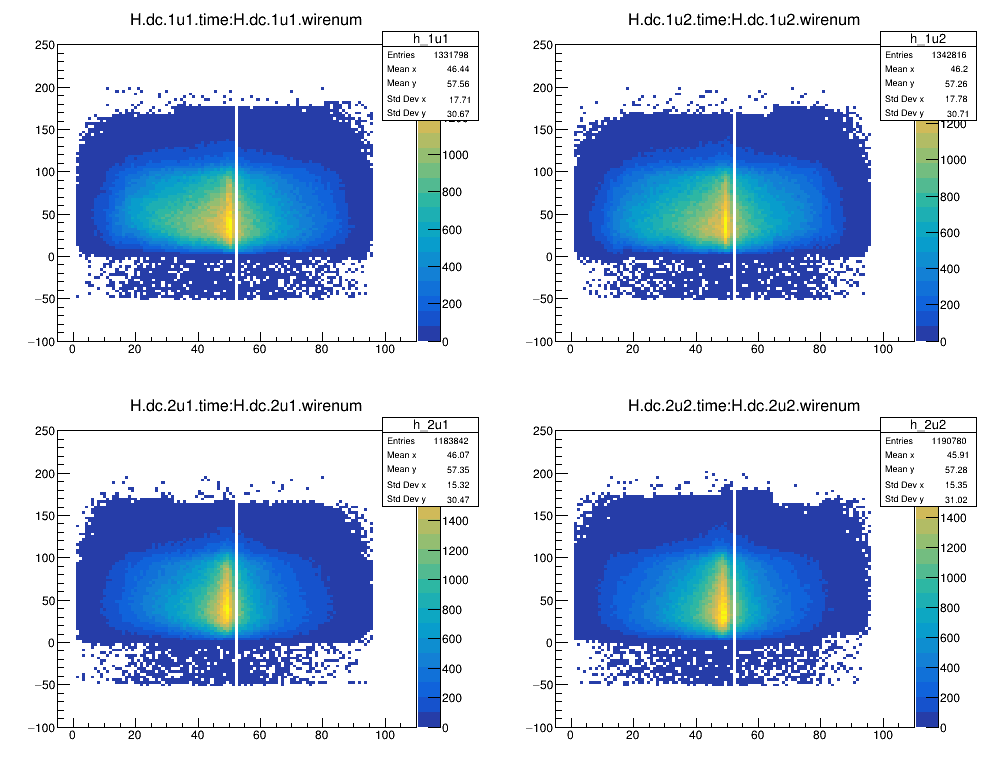 H.dc.1u1.time:H.dc.1u1.wirenum
h_1u1
Entries 1331798
Mean x 46.44
Mean y 57.56
Std Dev x 17.71
Std Dev y 30.67
250
200
150
100
50
0
−50
−100
0 20 40 60 80 100
1000
800
600
400
200
0
H.dc.1u2.time:H.dc.1u2.wirenum
h_1u2
Entries 1342816
Mean x 46.2
Mean y 57.26
Std Dev x 17.78
Std Dev y 30.71
250
200
150
100
50
0
−50
−100
0 20 40 60 80 100
1200
1000
800
600
400
200
0
H.dc.2u1.time:H.dc.2u1.wirenum
h_2u1
Entries 1183842
Mean x 46.07
Mean y 57.35
Std Dev x 15.32
Std Dev y 30.47
250
200
150
100
50
0
−50
−100
0 20 40 60 80 100
1400
1200
1000
800
600
400
200
0
H.dc.2u2.time:H.dc.2u2.wirenum
h_2u2
Entries 1190780
Mean x 45.91
Mean y 57.28
Std Dev x 15.35
Std Dev y 31.02
250
200
150
100
50
0
−50
−100
0 20 40 60 80 100
1400
1200
1000
800
600
400
200
0